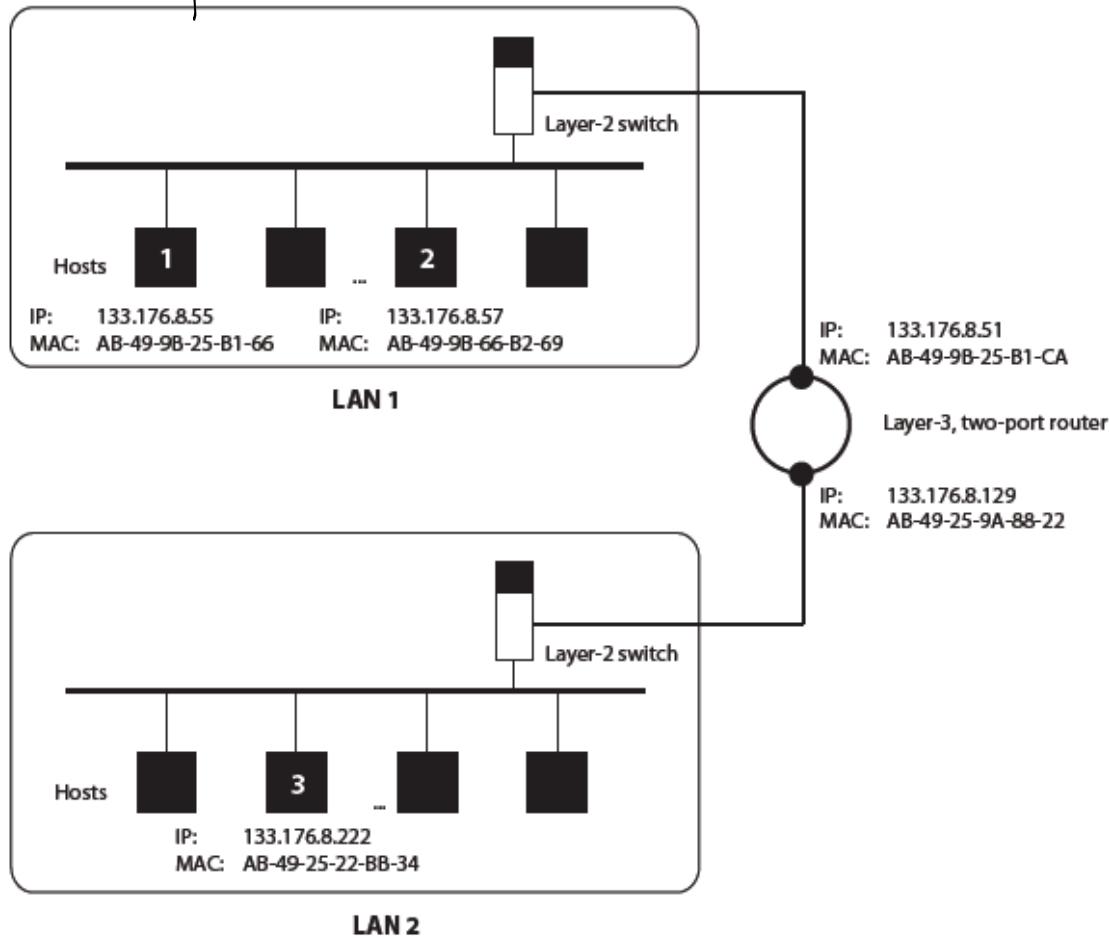 Layer-2 switch
Hosts
1
...
2
IP: 133.176.8.55
MAC: AB-49-9B-25-B1-66
IP: 133.176.8.57
MAC: AB-49-9B-66-B2-69
LAN 1
IP: 133.176.8.51
MAC: AB-49-9B-25-B1-CA
Layer-3, two-port router
IP: 133.176.8.129
MAC: AB-49-25-9A-88-22
Layer-2 switch
Hosts
3
...
IP: 133.176.8.222
MAC: AB-49-25-22-BB-34
LAN 2